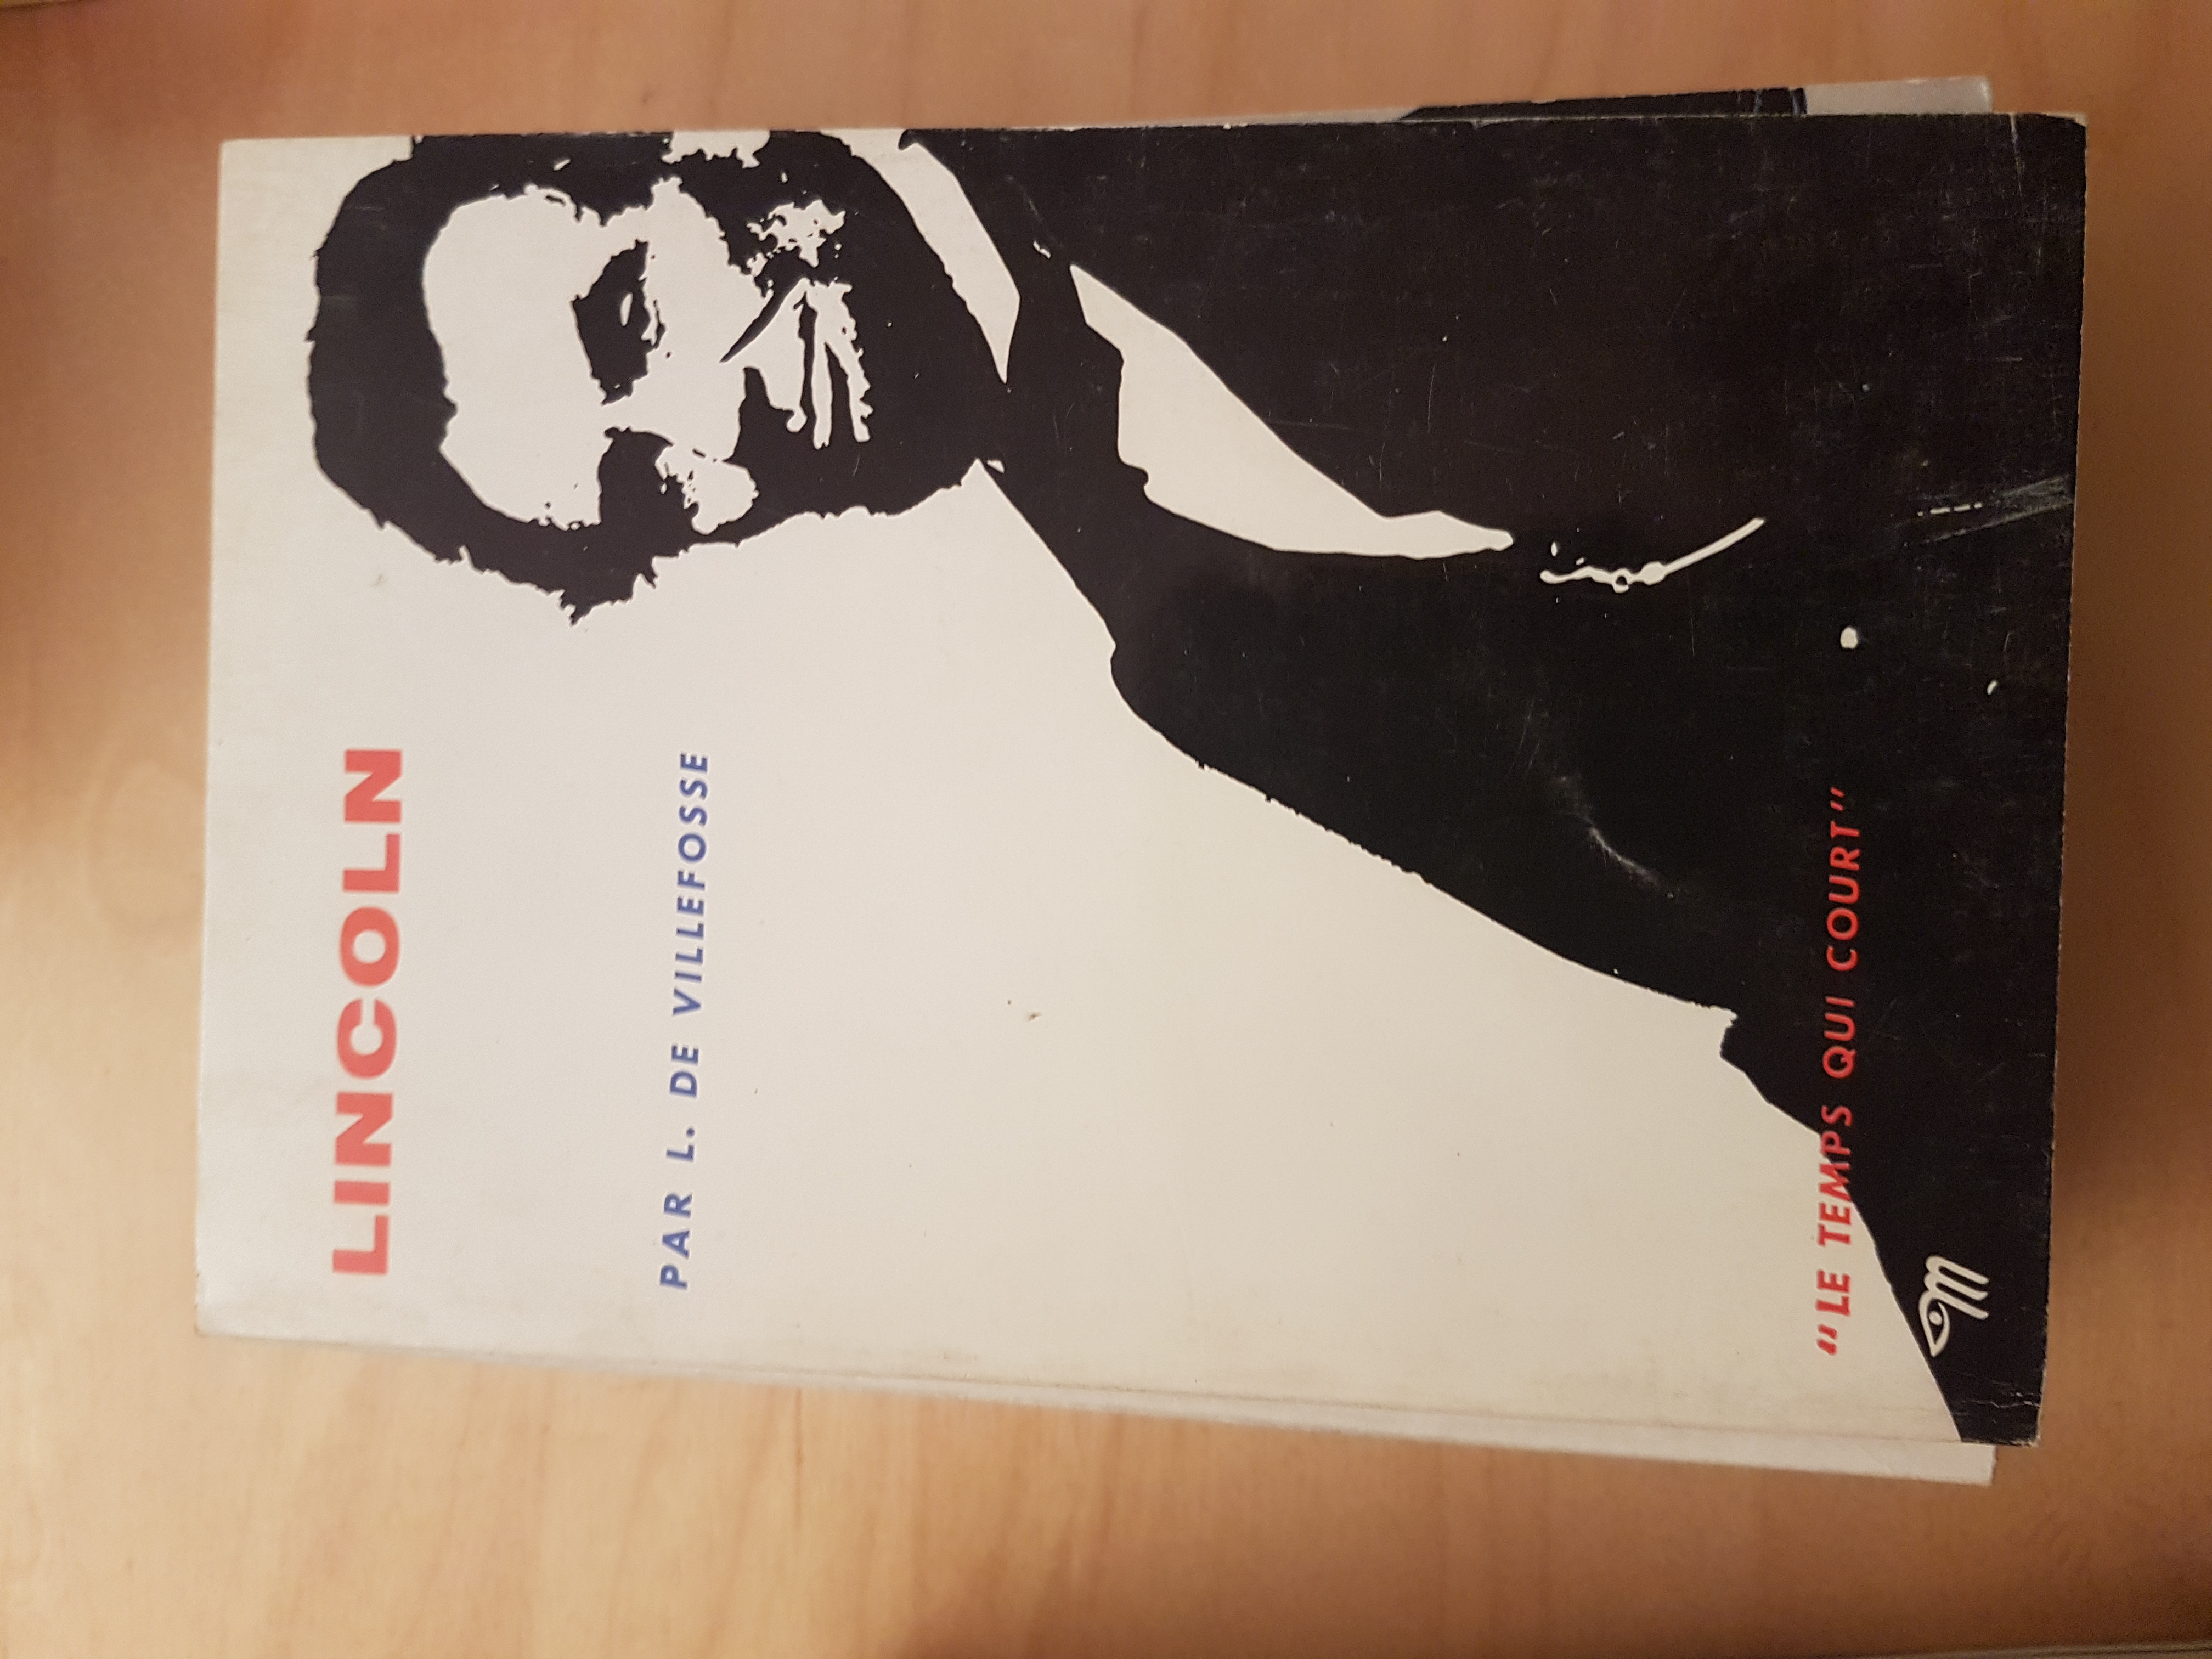 LINCOLN
PAR L. DE VILLEFOSSE
"LE TEMPS QUI COURT"